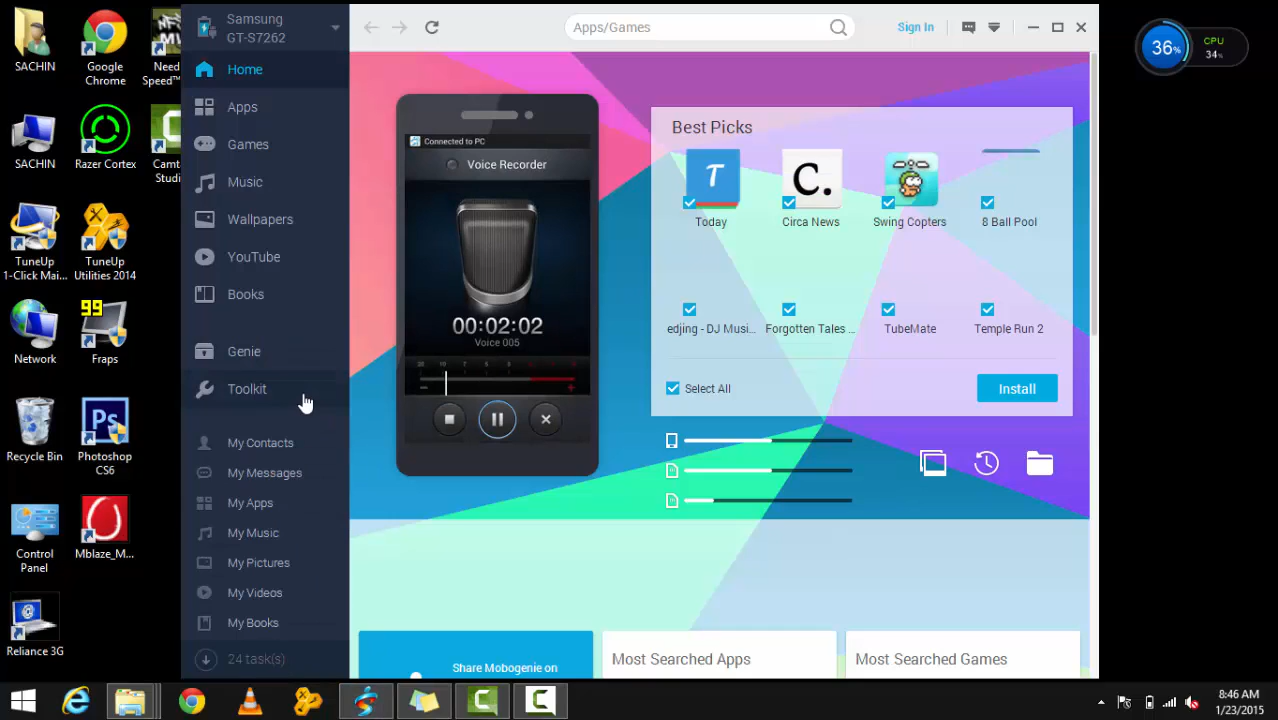 SACHIN
Google
Chrome
Need
Speed™
SACHIN
Razer Cortex
Camt
Studi
TuneUp
1-Click Mai...
TuneUp
Utilities 2014
Network
99
Fraps
Recycle Bin
Ps
Photoshop
CS6
Control
Panel
Mblaze_M...
Reliance 3G
Samsung
GT-S7262
Home
Apps
Games
Music
Wallpapers
YouTube
Books
Genie
Toolkit
My Contacts
My Messages
My Apps
My Music
My Pictures
My Videos
My Books
24 task(s)
Apps/Games
Sign In
Connected to PC
Voice Recorder
00:02:02
Voice 005
Best Picks
T
C.
Today
Circa News
Swing Copters
8 Ball Pool
edjing - DJ Musi...
Forgotten Tales ...
TubeMate
Temple Run 2
Select All
Install
Share Mobogenie on
Most Searched Apps
Most Searched Games
36%
CPU
34%
8:46 AM
1/23/2015